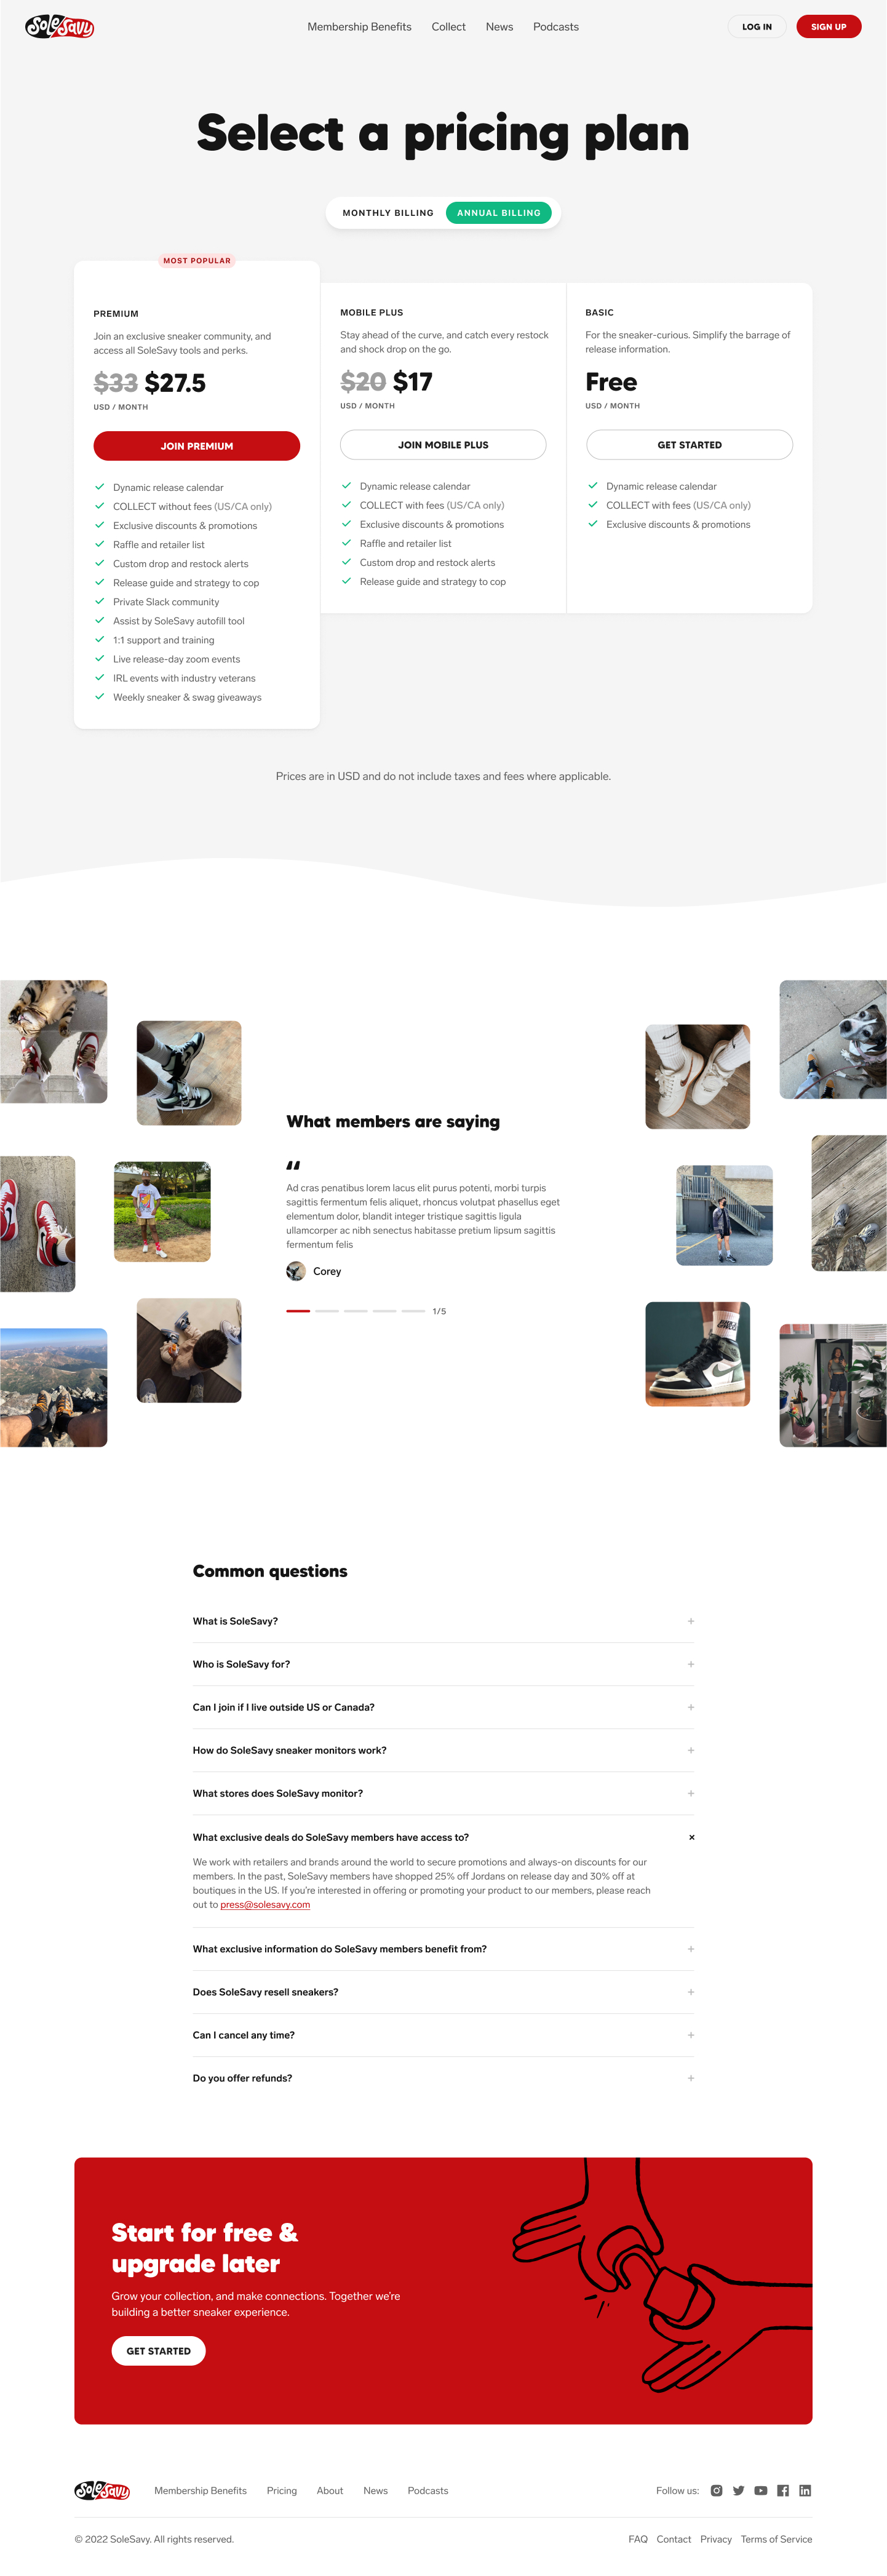 SoleSavy
Membership Benefits
Collect
News
Podcasts
LOG IN
SIGN UP
Select a pricing plan
MONTHLY BILLING
ANNUAL BILLING
MOST POPULAR
PREMIUM
Join an exclusive sneaker community, and
access all SoleSavy tools and perks.
$33 $27.5
USD / MONTH
JOIN PREMIUM
Dynamic release calendar
COLLECT without fees (US/CA only)
Exclusive discounts & promotions
Raffle and retailer list
Custom drop and restock alerts
Release guide and strategy to cop
Private Slack community
Assist by SoleSavy autofill tool
1:1 support and training
Live release-day zoom events
IRL events with industry veterans
Weekly sneaker & swag giveaways
MOBILE PLUS
Stay ahead of the curve, and catch every restock
and shock drop on the go.
$20 $17
USD / MONTH
JOIN MOBILE PLUS
Dynamic release calendar
COLLECT with fees (US/CA only)
Exclusive discounts & promotions
Raffle and retailer list
Custom drop and restock alerts
Release guide and strategy to cop
BASIC
For the sneaker-curious. Simplify the barrage of
release information.
Free
USD / MONTH
GET STARTED
Dynamic release calendar
COLLECT with fees (US/CA only)
Exclusive discounts & promotions
Prices are in USD and do not include taxes and fees where applicable.
What members are saying
“
Ad cras penatibus lorem lacus elit purus potenti, morbi turpis
sagittis fermentum felis aliquet, rhoncus volutpat phasellus eget
elementum dolor, blandit integer tristique sagittis ligula
ullamcorper ac nibh senectus habitasse pretium lipsum sagittis
fermentum felis
Corey
1/5
Common questions
What is SoleSavy?
Who is SoleSavy for?
Can I join if I live outside US or Canada?
How do SoleSavy sneaker monitors work?
What stores does SoleSavy monitor?
What exclusive deals do SoleSavy members have access to?
We work with retailers and brands around the world to secure promotions and always-on discounts for our
members. In the past, SoleSavy members have shopped 25% off Jordans on release day and 30% off at
boutiques in the US. If you’re interested in offering or promoting your product to our members, please reach
out to press@solesavy.com
What exclusive information do SoleSavy members benefit from?
Does SoleSavy resell sneakers?
Can I cancel any time?
Do you offer refunds?
Start for free &
upgrade later
Grow your collection, and make connections. Together we’re
building a better sneaker experience.
GET STARTED
SoleSavy
Membership Benefits
Pricing
About
News
Podcasts
Follow us:
© 2022 SoleSavy. All rights reserved.
FAQ
Contact
Privacy
Terms of Service